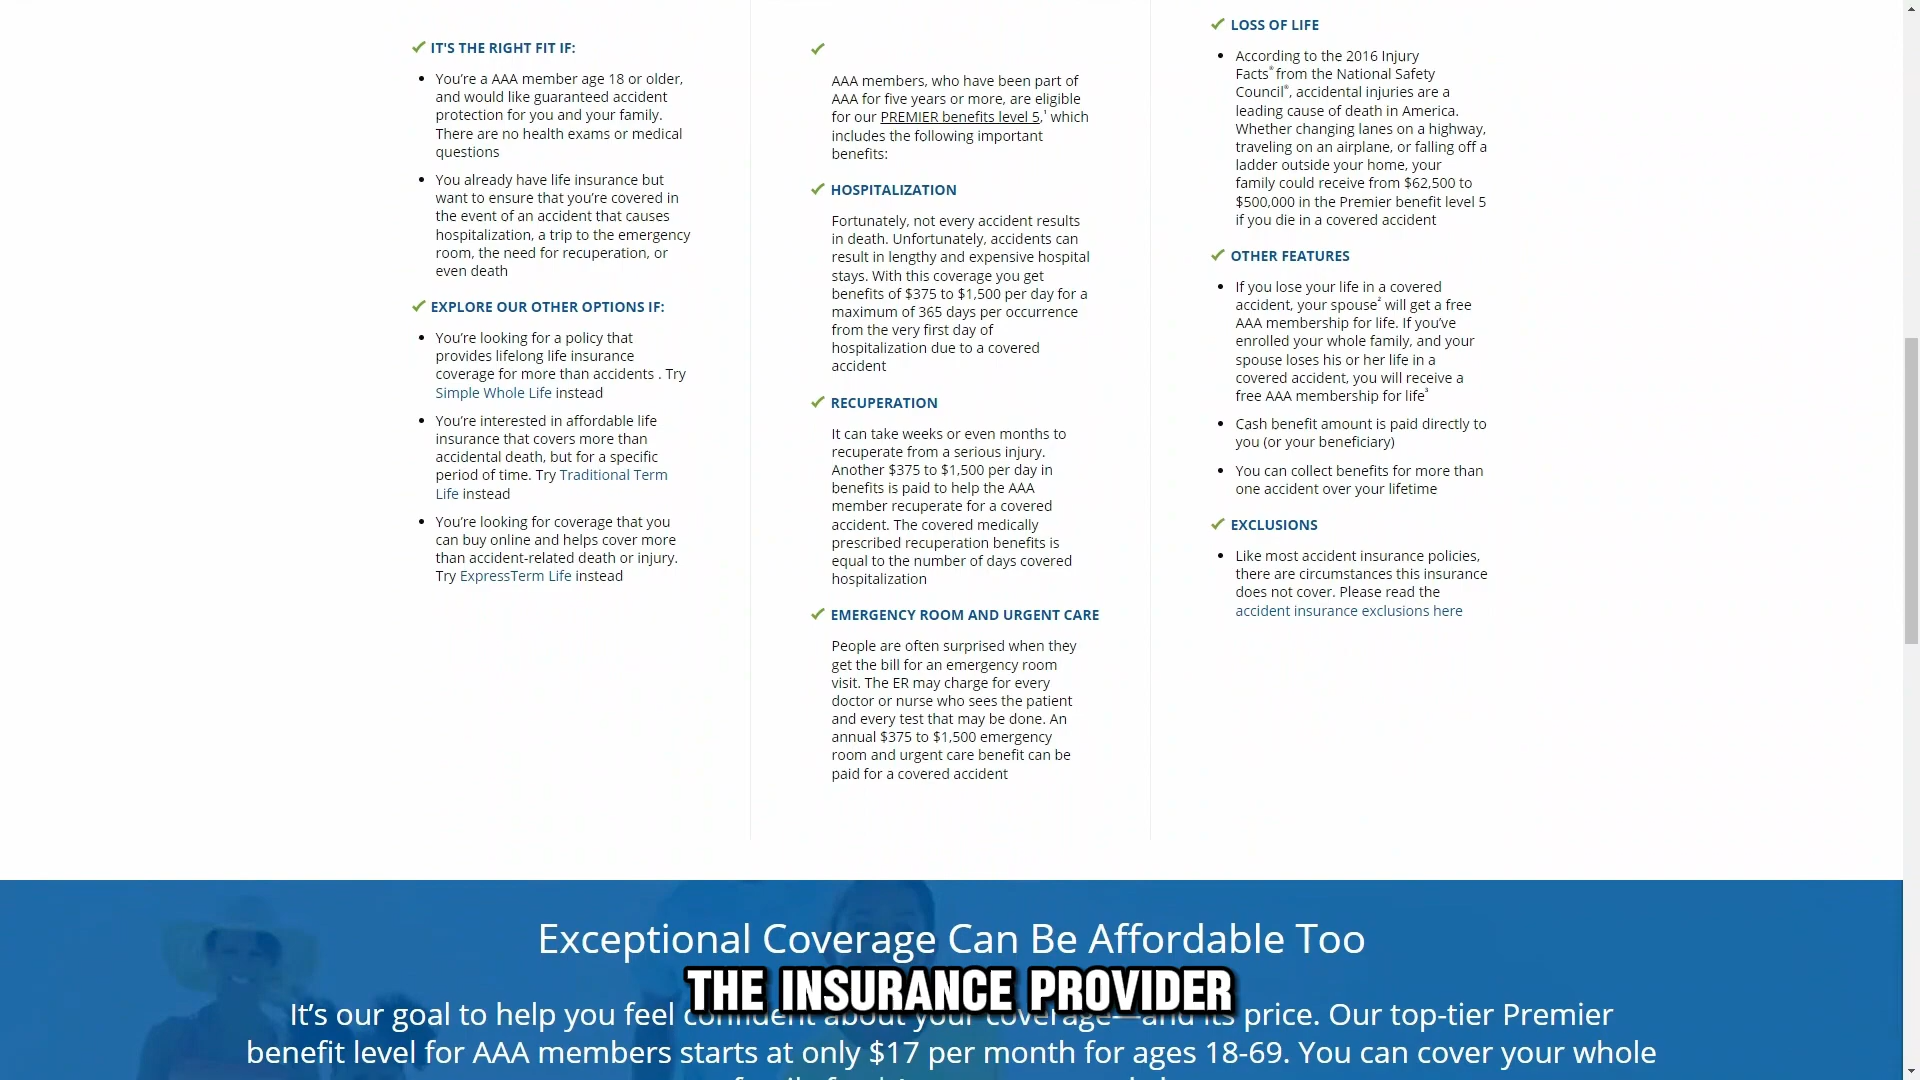 IT'S THE RIGHT FIT IF:
You’re a AAA member age 18 or older,
and would like guaranteed accident
protection for you and your family.
There are no health exams or medical
questions
You already have life insurance but
want to ensure that you’re covered in
the event of an accident that causes
hospitalization, a trip to the emergency
room, the need for recuperation, or
even death
EXPLORE OUR OTHER OPTIONS IF:
You’re looking for a policy that
provides lifelong life insurance
coverage for more than accidents . Try
Simple Whole Life instead
You’re interested in affordable life
insurance that covers more than
accidental death, but for a specific
period of time. Try Traditional Term
Life instead
You’re looking for coverage that you
can buy online and helps cover more
than accident-related death or injury.
Try ExpressTerm Life instead
AAA members, who have been part of
AAA for five years or more, are eligible
for our PREMIER benefits level 5,¹ which
includes the following important
benefits:
HOSPITALIZATION
Fortunately, not every accident results
in death. Unfortunately, accidents can
result in lengthy and expensive hospital
stays. With this coverage you get
benefits of $375 to $1,500 per day for a
maximum of 365 days per occurrence
from the very first day of
hospitalization due to a covered
accident
RECUPERATION
It can take weeks or even months to
recuperate from a serious injury.
Another $375 to $1,500 per day in
benefits is paid to help the AAA
member recuperate for a covered
accident. The covered medically
prescribed recuperation benefits is
equal to the number of days covered
hospitalization
EMERGENCY ROOM AND URGENT CARE
People are often surprised when they
get the bill for an emergency room
visit. The ER may charge for every
doctor or nurse who sees the patient
and every test that may be done. An
annual $375 to $1,500 emergency
room and urgent care benefit can be
paid for a covered accident
LOSS OF LIFE
According to the 2016 Injury
Facts® from the National Safety
Council®, accidental injuries are a
leading cause of death in America.
Whether changing lanes on a highway,
traveling on an airplane, or falling off a
ladder outside your home, your
family could receive from $62,500 to
$500,000 in the Premier benefit level 5
if you die in a covered accident
OTHER FEATURES
If you lose your life in a covered
accident, your spouse² will get a free
AAA membership for life. If you’ve
enrolled your whole family, and your
spouse loses his or her life in a
covered accident, you will receive a
free AAA membership for life³
Cash benefit amount is paid directly to
you (or your beneficiary)
You can collect benefits for more than
one accident over your lifetime
EXCLUSIONS
Like most accident insurance policies,
there are circumstances this insurance
does not cover. Please read the
accident insurance exclusions here
Exceptional Coverage Can Be Affordable Too
THE INSURANCE PROVIDER
It’s our goal to help you feel confident about your coverage—and its price. Our top-tier Premier
benefit level for AAA members starts at only $17 per month for ages 18-69. You can cover your whole